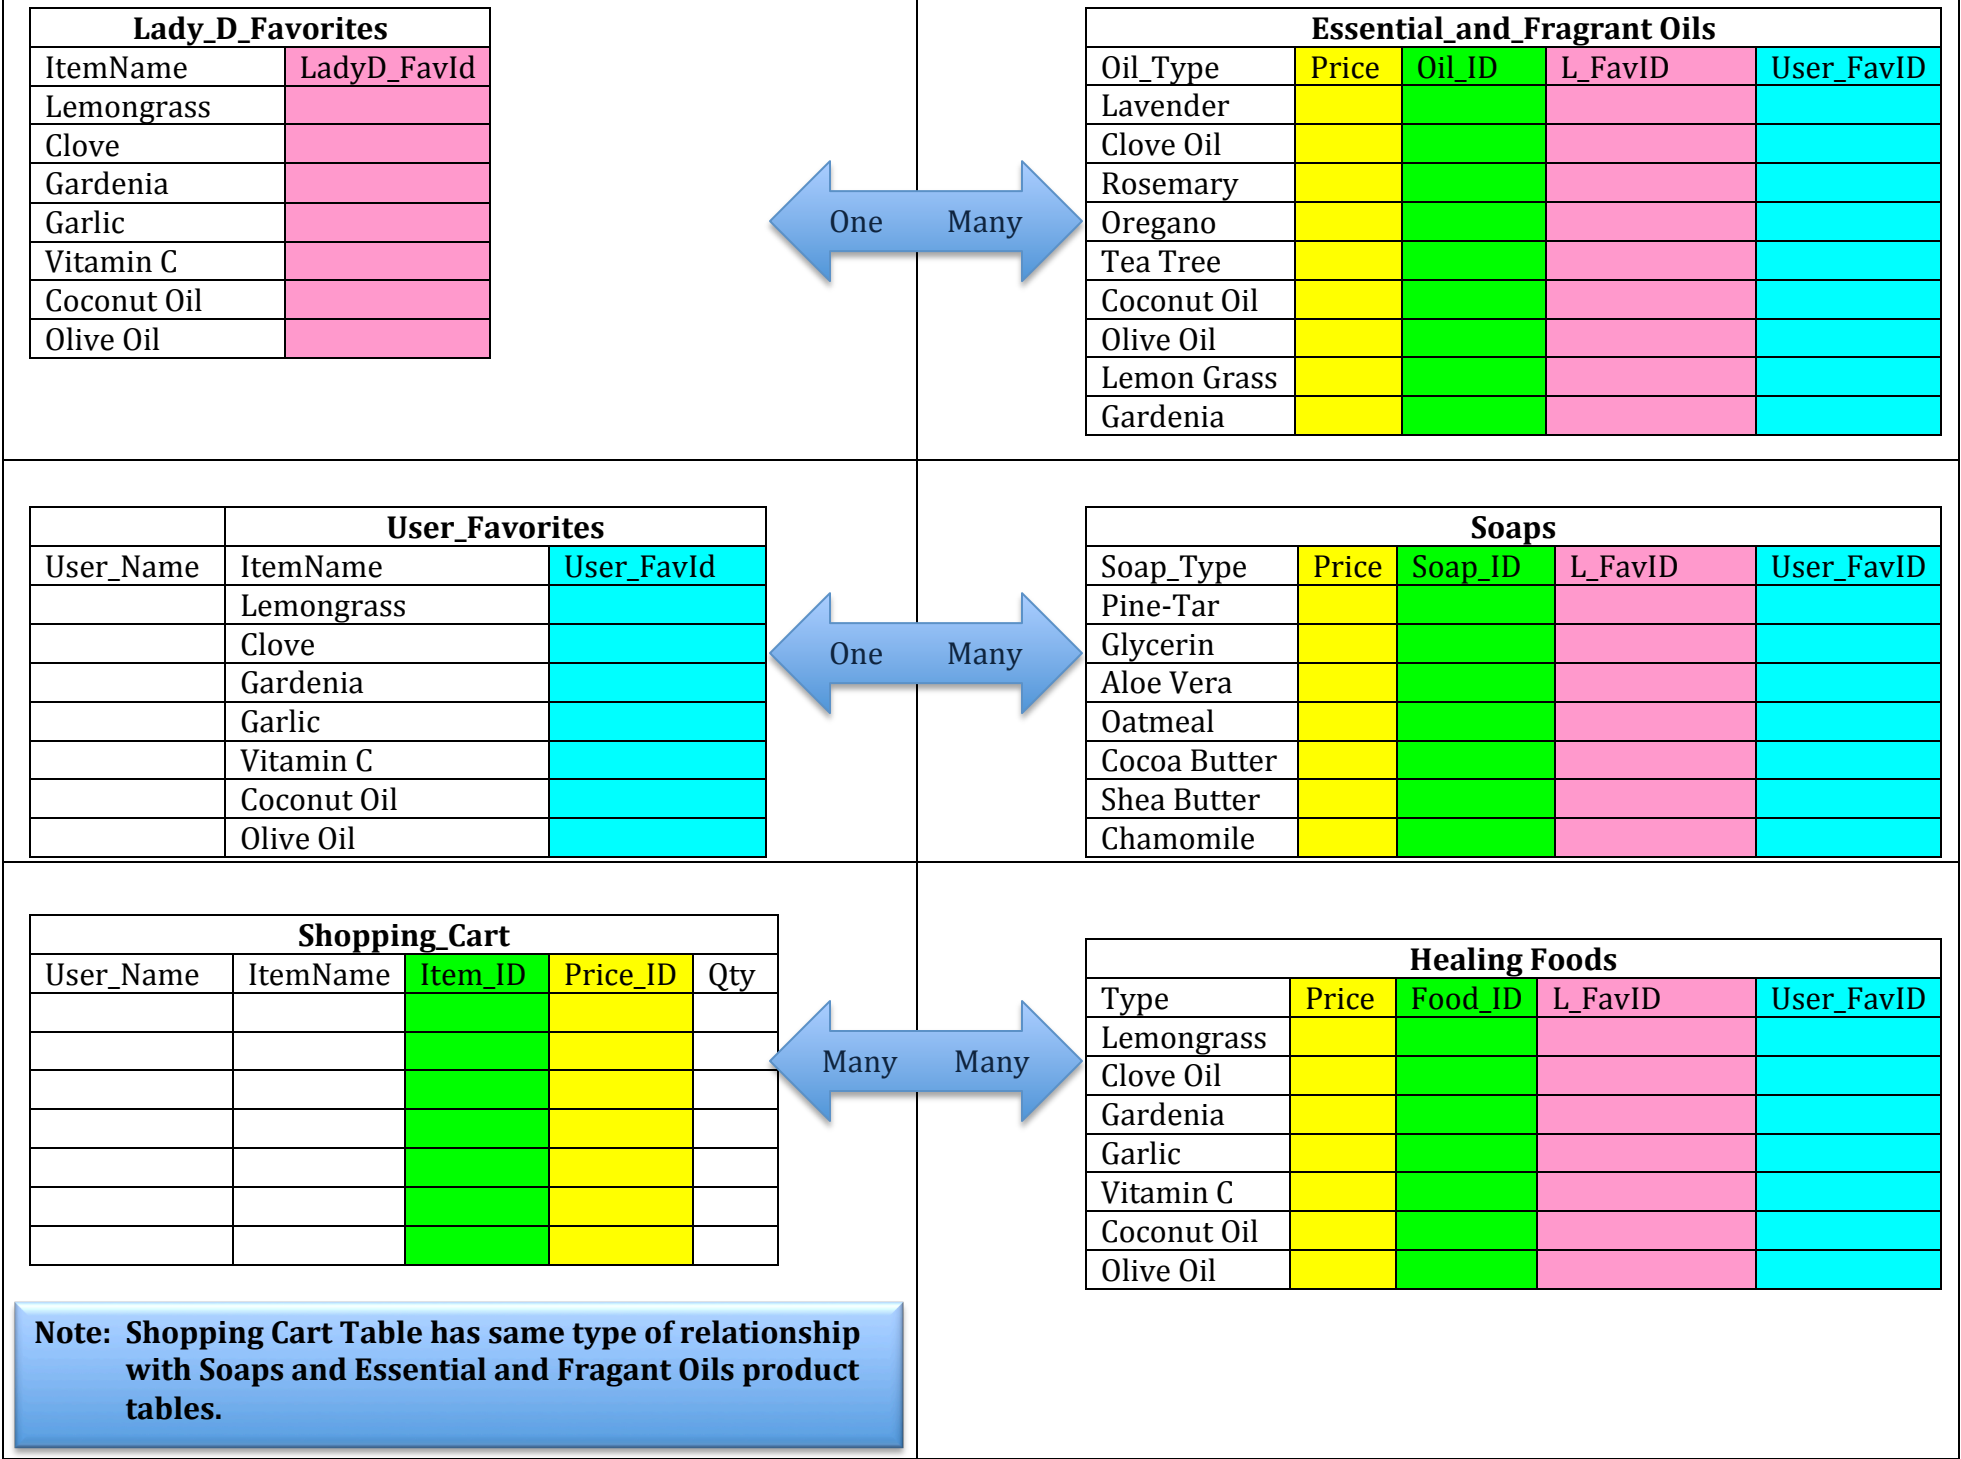 Lady_D_Favorites
ItemName LadyD_FavId
Lemongrass
Clove
Gardenia
Garlic
Vitamin C
Coconut Oil
Olive Oil
One Many
Essential_and_Fragrant Oils
Oil_Type Price Oil_ID L_FavID User_FavID
Lavender
Clove Oil
Rosemary
Oregano
Tea Tree
Coconut Oil
Olive Oil
Lemon Grass
Gardenia
User_Favorites
User_Name ItemName User_FavId
Lemongrass
Clove
Gardenia
Garlic
Vitamin C
Coconut Oil
Olive Oil
One Many
Soaps
Soap_Type Price Soap_ID L_FavID User_FavID
Pine-Tar
Glycerin
Aloe Vera
Oatmeal
Cocoa Butter
Shea Butter
Chamomile
Shopping_Cart
User_Name ItemName Item_ID Price_ID Qty
Many Many
Healing Foods
Type Price Food_ID L_FavID User_FavID
Lemongrass
Clove Oil
Gardenia
Garlic
Vitamin C
Coconut Oil
Olive Oil
Note: Shopping Cart Table has same type of relationship
with Soaps and Essential and Fragant Oils product
tables.